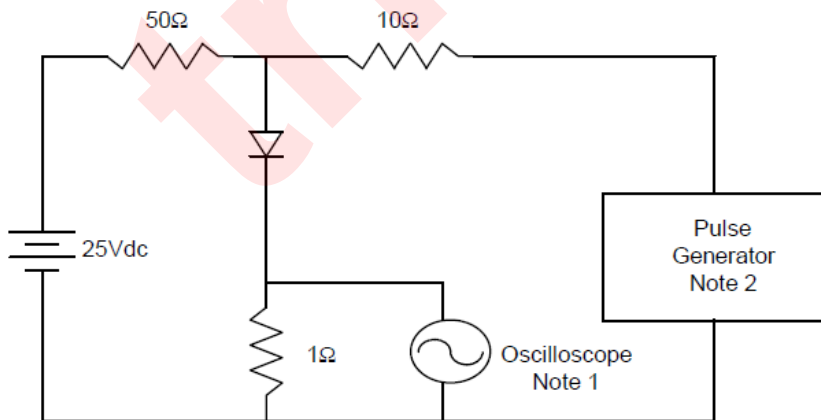 50Ω
10Ω
25Vdc
Pulse
Generator
Note 2
1Ω
Oscilloscope
Note 1